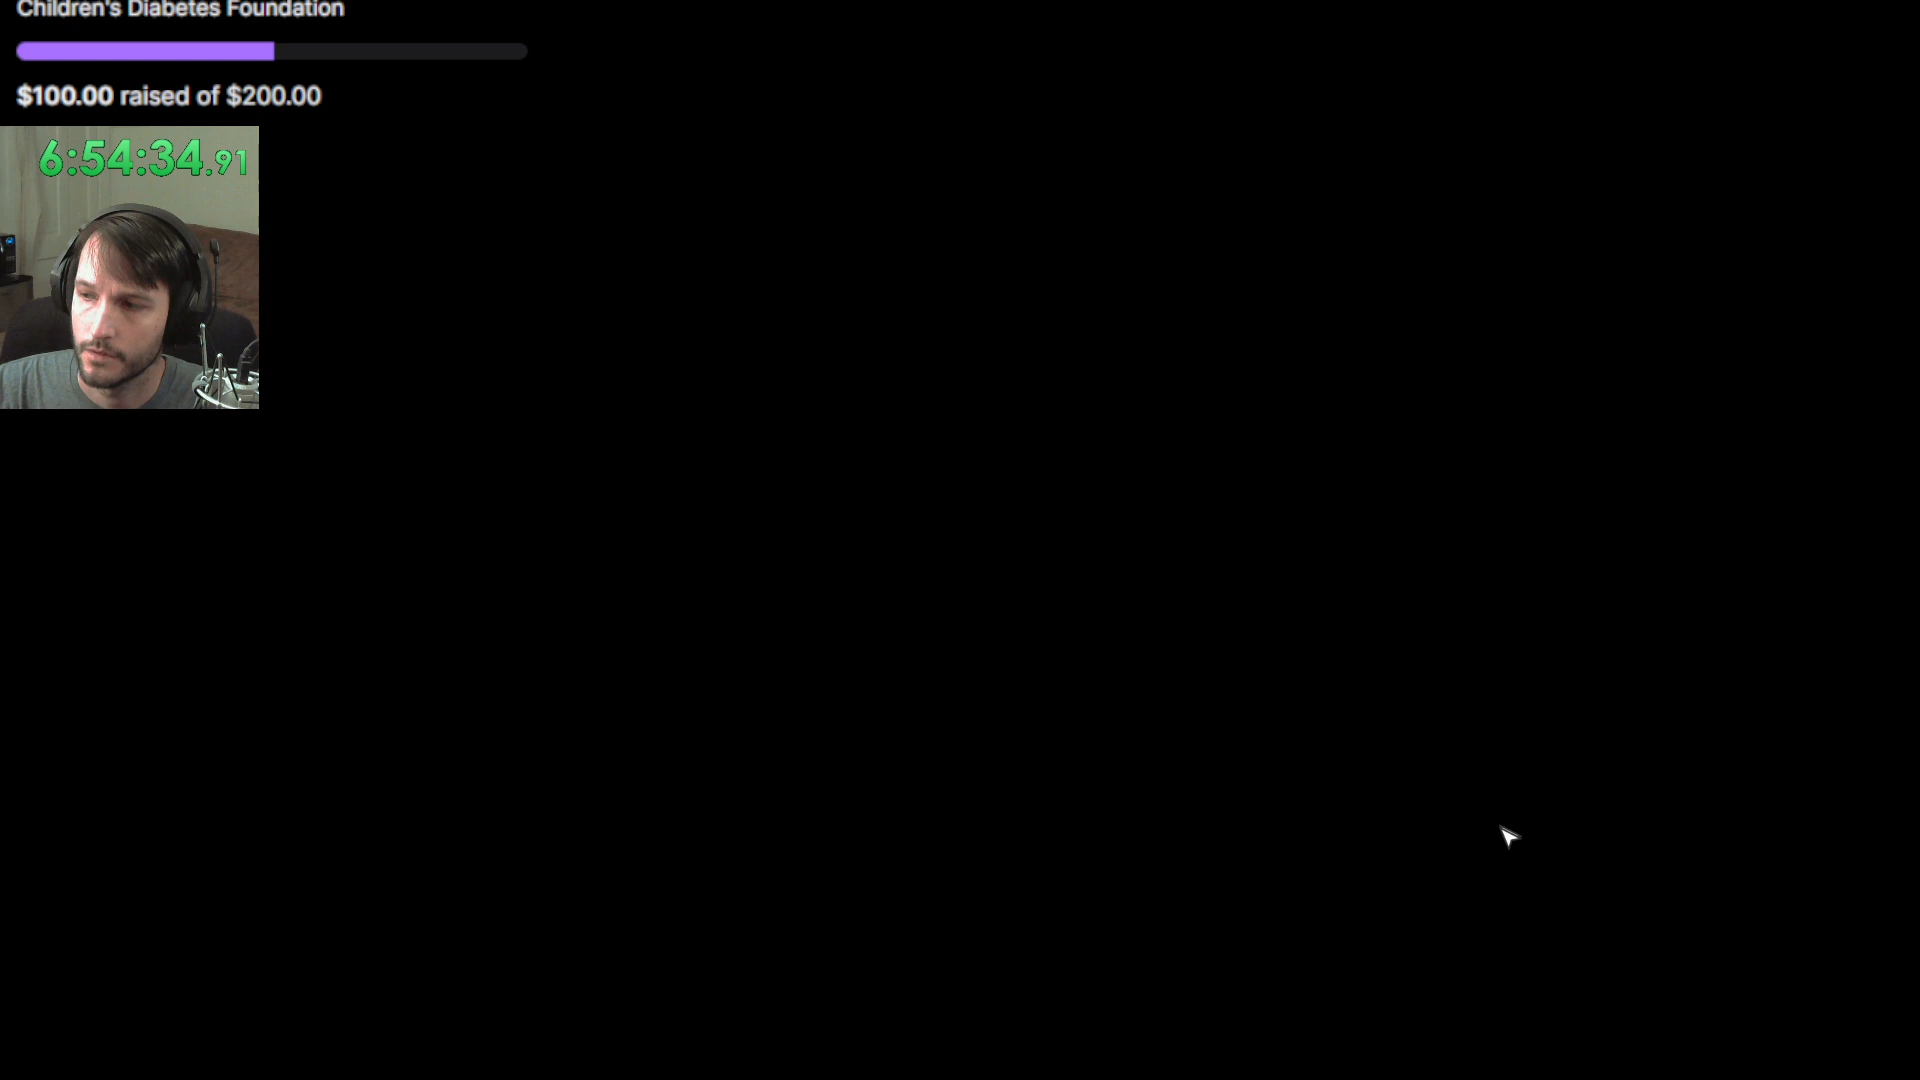 Children's Diabetes Foundation
$100.00 raised of $200.00
6:54:34.91